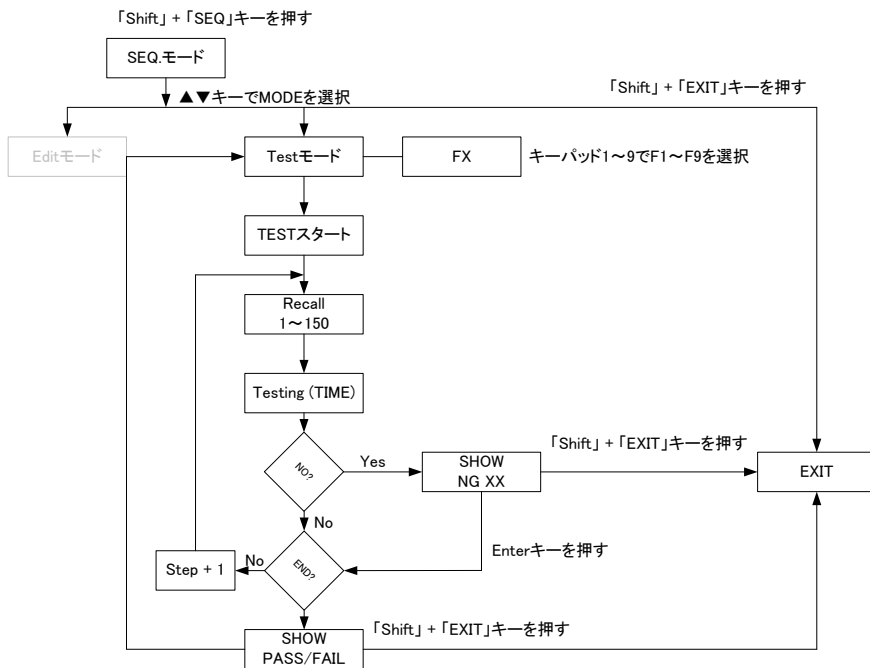 「Shift」 + 「SEQ」キーを押す
SEQ.モード
▲▼キーでMODEを選択
「Shift」 + 「EXIT」キーを押す
Editモード
Testモード
FX
キーパッド1～9でF1～F9を選択
TESTスタート
Recall
1～150
Testing (TIME)
NO?
Yes
SHOW
NG XX
「Shift」 + 「EXIT」キーを押す
EXIT
No
Enterキーを押す
END?
No
Step + 1
SHOW
PASS/FAIL
「Shift」 + 「EXIT」キーを押す